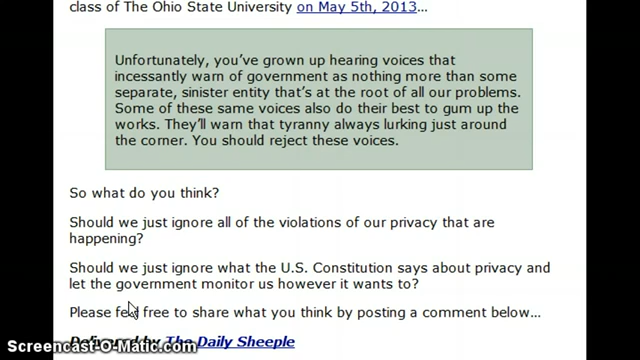 class of The Ohio State University on May 5th, 2013…
Unfortunately, you've grown up hearing voices that
incessantly warn of government as nothing more than some
separate, sinister entity that's at the root of all our problems.
Some of these same voices also do their best to gum up the
works. They'll warn that tyranny always lurking just around
the corner. You should reject these voices.
So what do you think?
Should we just ignore all of the violations of our privacy that are
happening?
Should we just ignore what the U.S. Constitution says about privacy and
let the government monitor us however it wants to?
Please feel free to share what you think by posting a comment below…
Delivered by The Daily Sheeple
Screencast-O-Matic.com